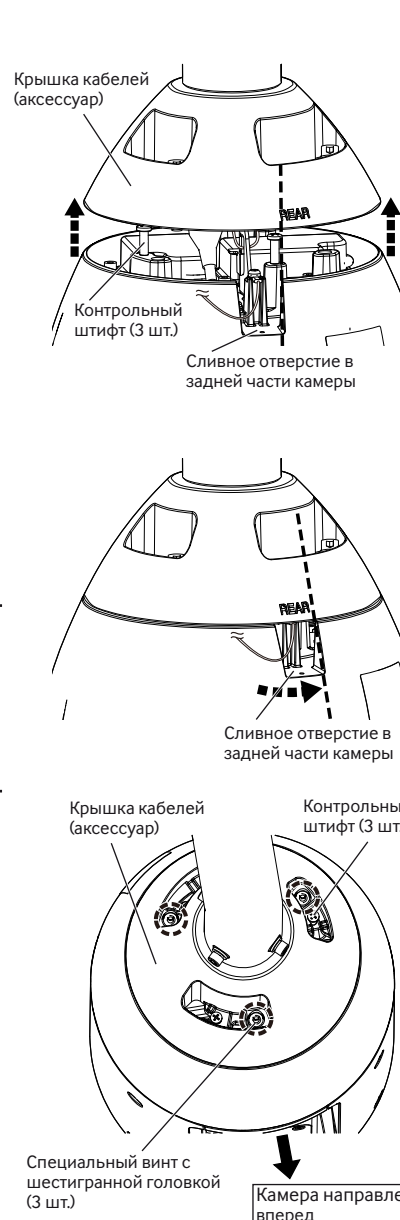 Крышка кабелей
(аксессуар)
REAR
Контрольный
штифт (3 шт.)
Сливное отверстие в
задней части камеры
REAR
Сливное отверстие в
задней части камеры
Крышка кабелей
(аксессуар)
Контрольны
штифт (3 шт.
Специальный винт с
шестигранной головкой
(3 шт.)
Камера направле
вперед